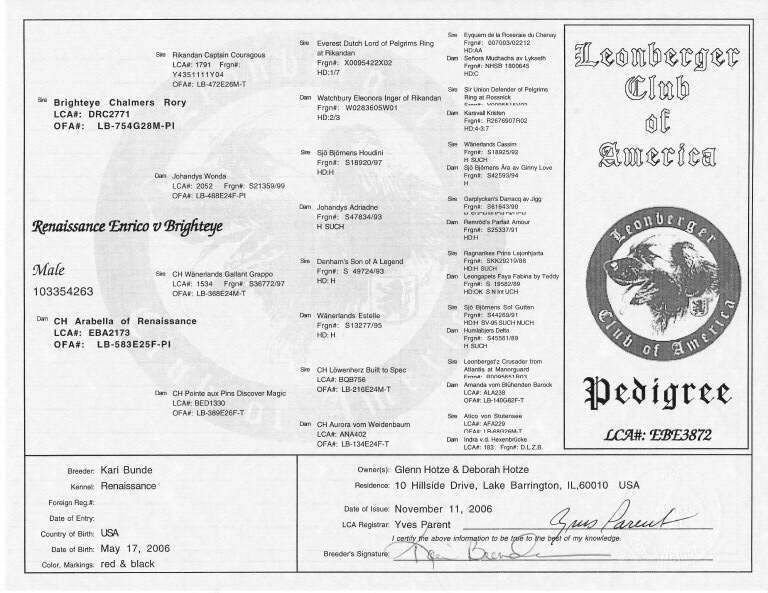 Sire Brighteye Chalmers Rory
LCA#: DRC2771
OFA#: LB-754G28M-PI
Renaissance Enrico v Brighteye
Male
103354263
Dam CH Arabella of Renaissance
LCA#: EBA2173
OFA#: LB-583E25F-PI
Sire Rikandan Captain Couragous
LCA#: 1791 Frgn#:
Y4351111Y04
OFA#: LB-472E26M-T
Dam Johandys Wonda
LCA#: 2052 Frgn#: S21359/99
OFA#: LB-488E24F-PI
Sire CH Wänerlands Gallant Grappo
LCA#: 1534 Frgn#: S36772/97
OFA#: LB-368E24M-T
Dam CH Pointe aux Pins Discover Magic
LCA#: BED1330
OFA#: LB-389E26F-T
Sire Everest Dutch Lord of Pelgrims Ring
at Rikandan
Frgn#: X0095422X02
HD:1/7
Dam Watchbury Eleonora Inger of Rikandan
Frgn#: W0283605W01
HD:2/3
Sire Sjö Björnens Houdini
Frgn#: S18920/97
HD:H
Dam Johandys Adriadne
Frgn#: S47834/93
H SUCH
Sire Denham's Son of A Legend
Frgn#: S 49724/93
HD: H
Dam Wänerlands Estelle
Frgn#: S13277/95
HD: H
Sire CH Löwenherz Built to Spec
LCA#: BQB756
OFA#: LB-216E24M-T
Dam CH Aurora vom Weidenbaum
LCA#: ANA402
OFA#: LB-134E24F-T
Sire Eyquem de la Roseraie du Chenay
Frgn#: 007003/02212
HD:AA
Dam Señora Muchacha av Lykseth
Frgn#: NHSB 1800645
HD:C
Sire Sir Union Defender of Pelgrims
Ring at Rossnick
Dam Karsvall Kristen
Frgn#: R2676907R02
HD:4-3.7
Sire Wänerlands Cassim
Frgn#: S18925/92
H SUCH
Dam Sjö Björnens Ära av Ginny Love
Frgn#: S42593/94
H
Sire Garplyckan's Damacq av Jigg
Frgn#: S61643/90
Dam Remröd's Parfait Amour
Frgn#: S25337/91
HD:H
Sire Ragnarikes Prins Lejonhjarta
Frgn#: SKK29219/88
HD:H SUCH
Dam Leongapets Faya Fabina by Teddy
Frgn#: S 19582/89
HD:OK S N Int UCH
Sire Sjö Björnens Sol Gutten
Frgn#: S44269/91
HD:H SV-95 SUCH NUCH
Dam Humlabjers Delta
Frgn#: S45561/89
H SUCH
Sire Leonbergat'z Crusader from
Atlantis at Manorguard
Dam Amanda vom Blühenden Barock
LCA#: ALA238
OFA#: LB-140G62F-T
Sire Atico von Stutensee
LCA#: AFA229
Dam Indra v.d. Hexenbrücke
LCA#: 183 Frgn#: D.L.Z.B.
Leonberger
Club
of
America
Leonberger
Club of America
Pedigree
LCA#: EBE3872
Breeder: Kari Bunde
Kennel: Renaissance
Foreign Reg.#:
Date of Entry:
Country of Birth: USA
Date of Birth: May 17, 2006
Color, Markings: red & black
Owner(s): Glenn Hotze & Deborah Hotze
Residence: 10 Hillside Drive, Lake Barrington, IL,60010 USA
Date of Issue: November 11, 2006
LCA Registrar: Yves Parent Yves Parent
I certify the above information to be true to the best of my knowledge.
Breeder's Signature: